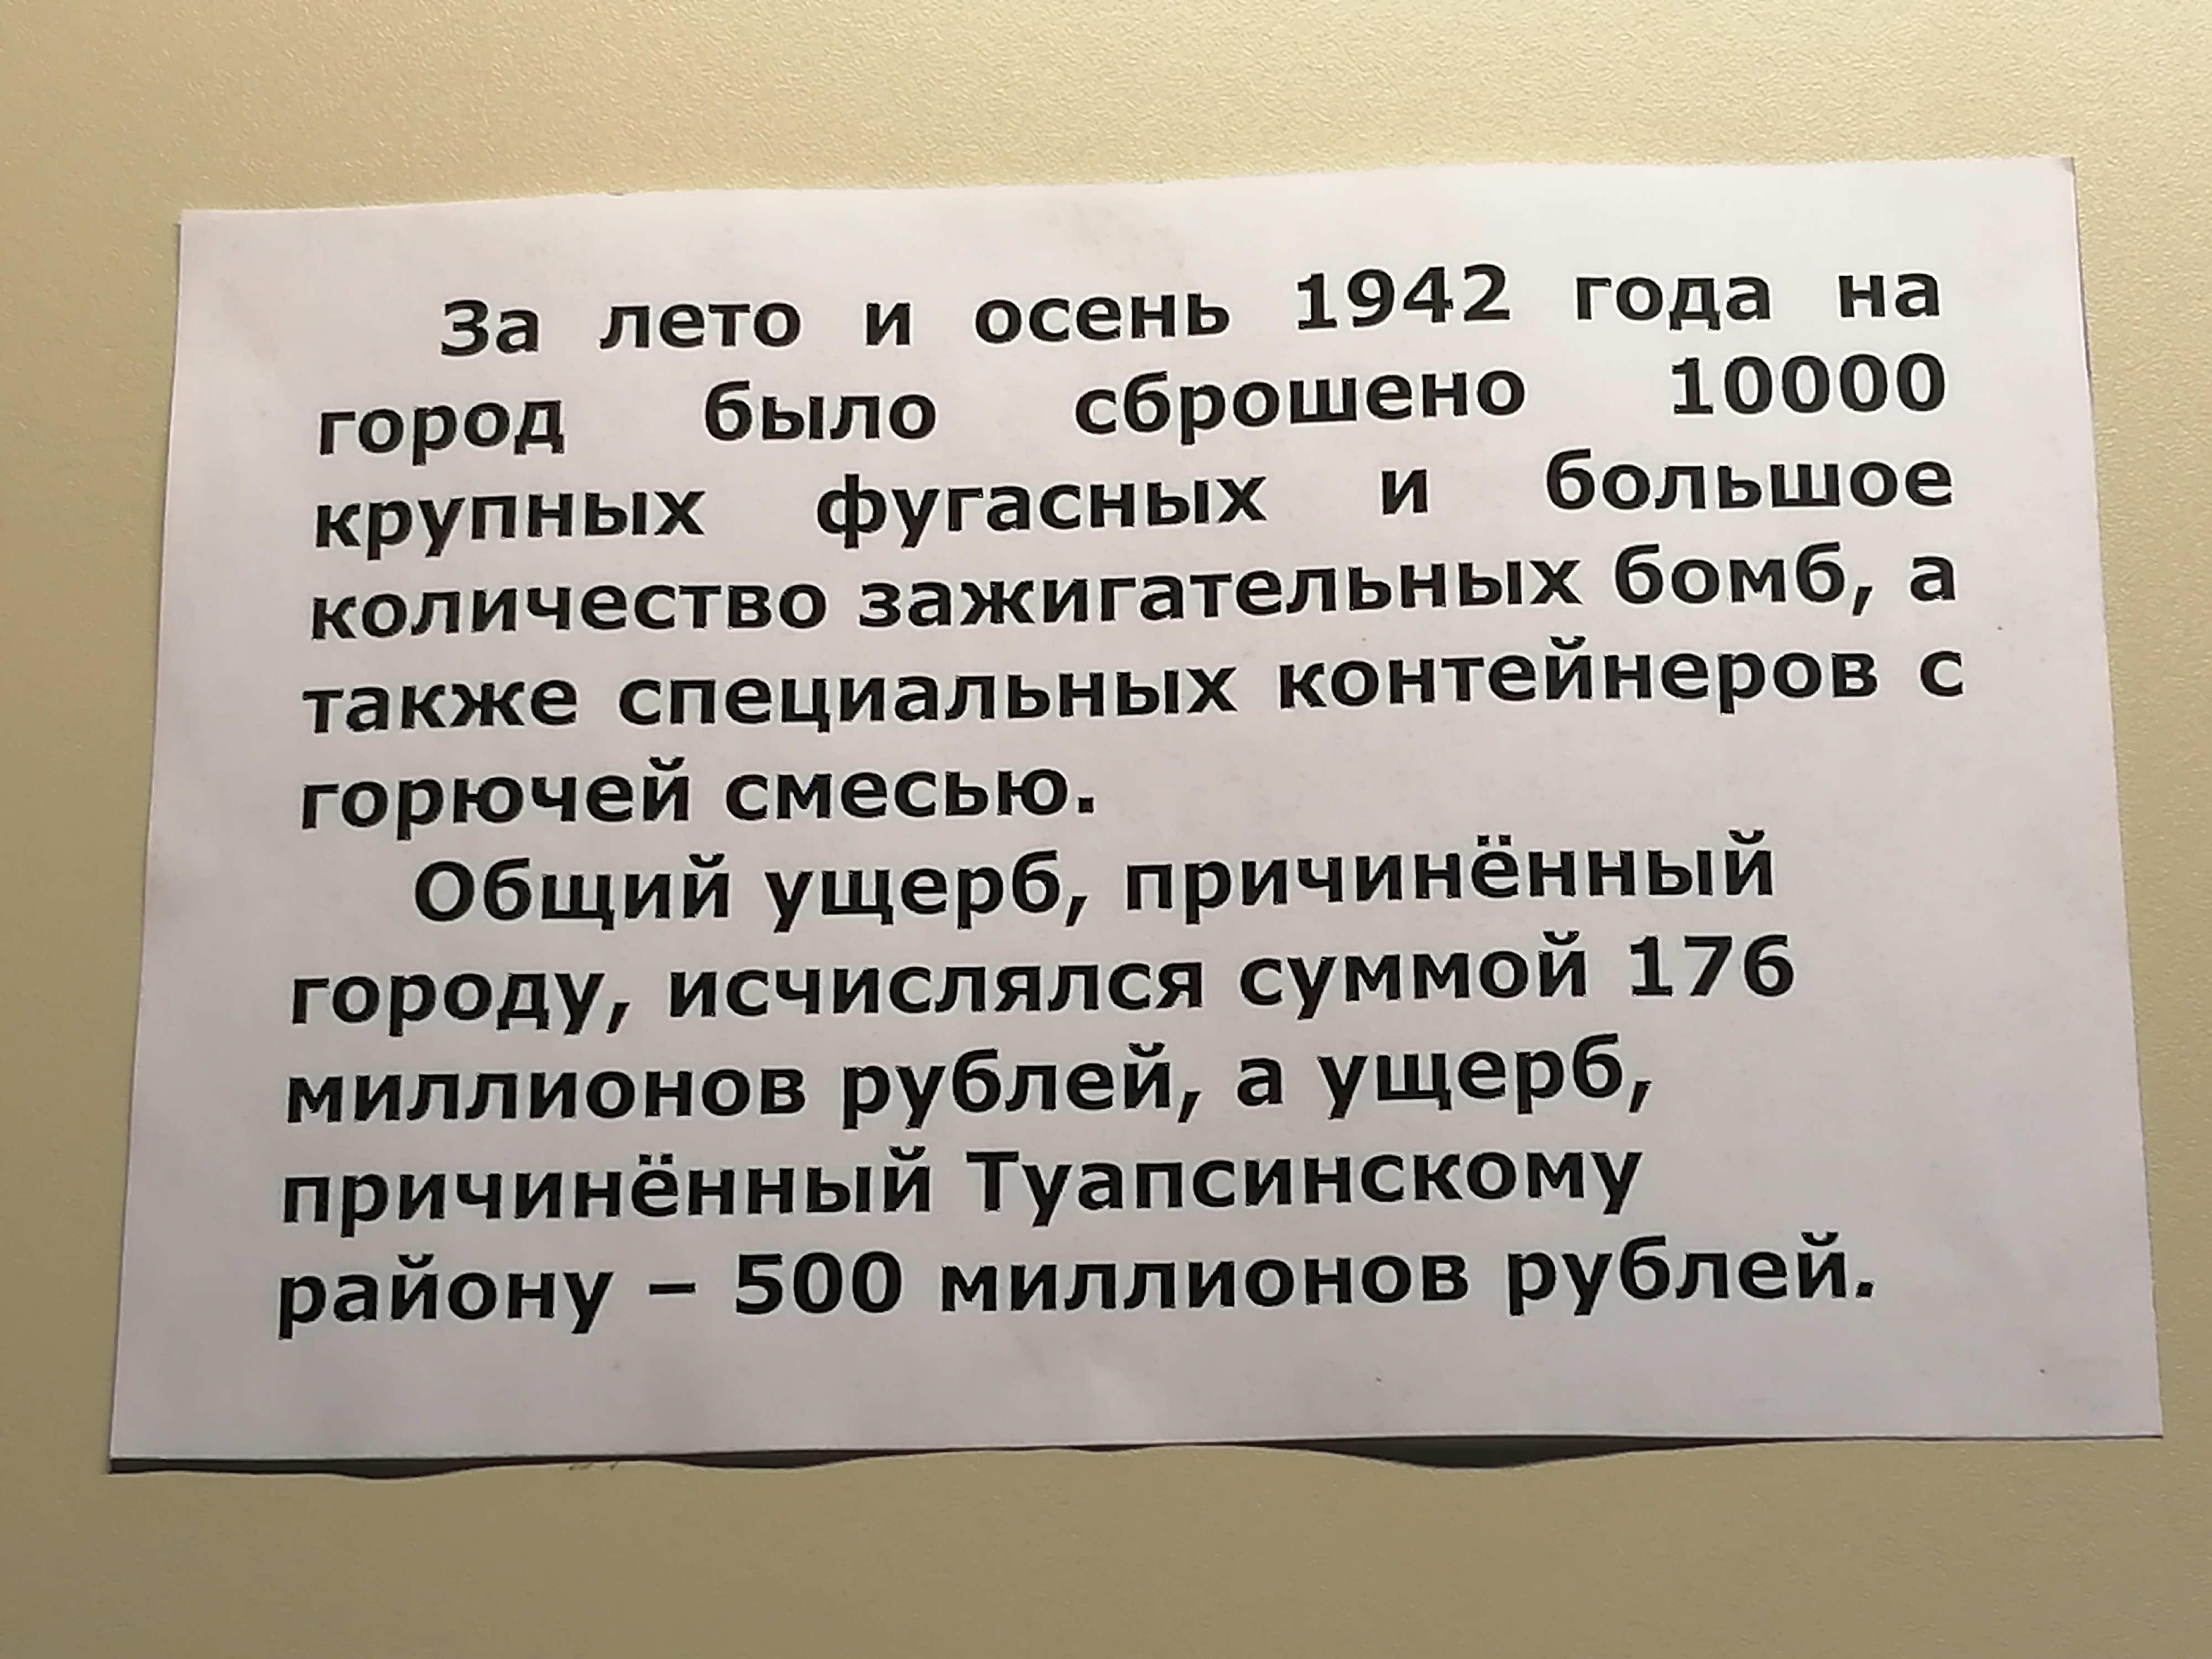 За лето и осень 1942 года на
город было сброшено 10000
крупных фугасных и большое
количество зажигательных бомб, а
также специальных контейнеров с
горючей смесью.
Общий ущерб, причинённый
городу, исчислялся суммой 176
миллионов рублей, а ущерб,
причинённый Туапсинскому
району – 500 миллионов рублей.